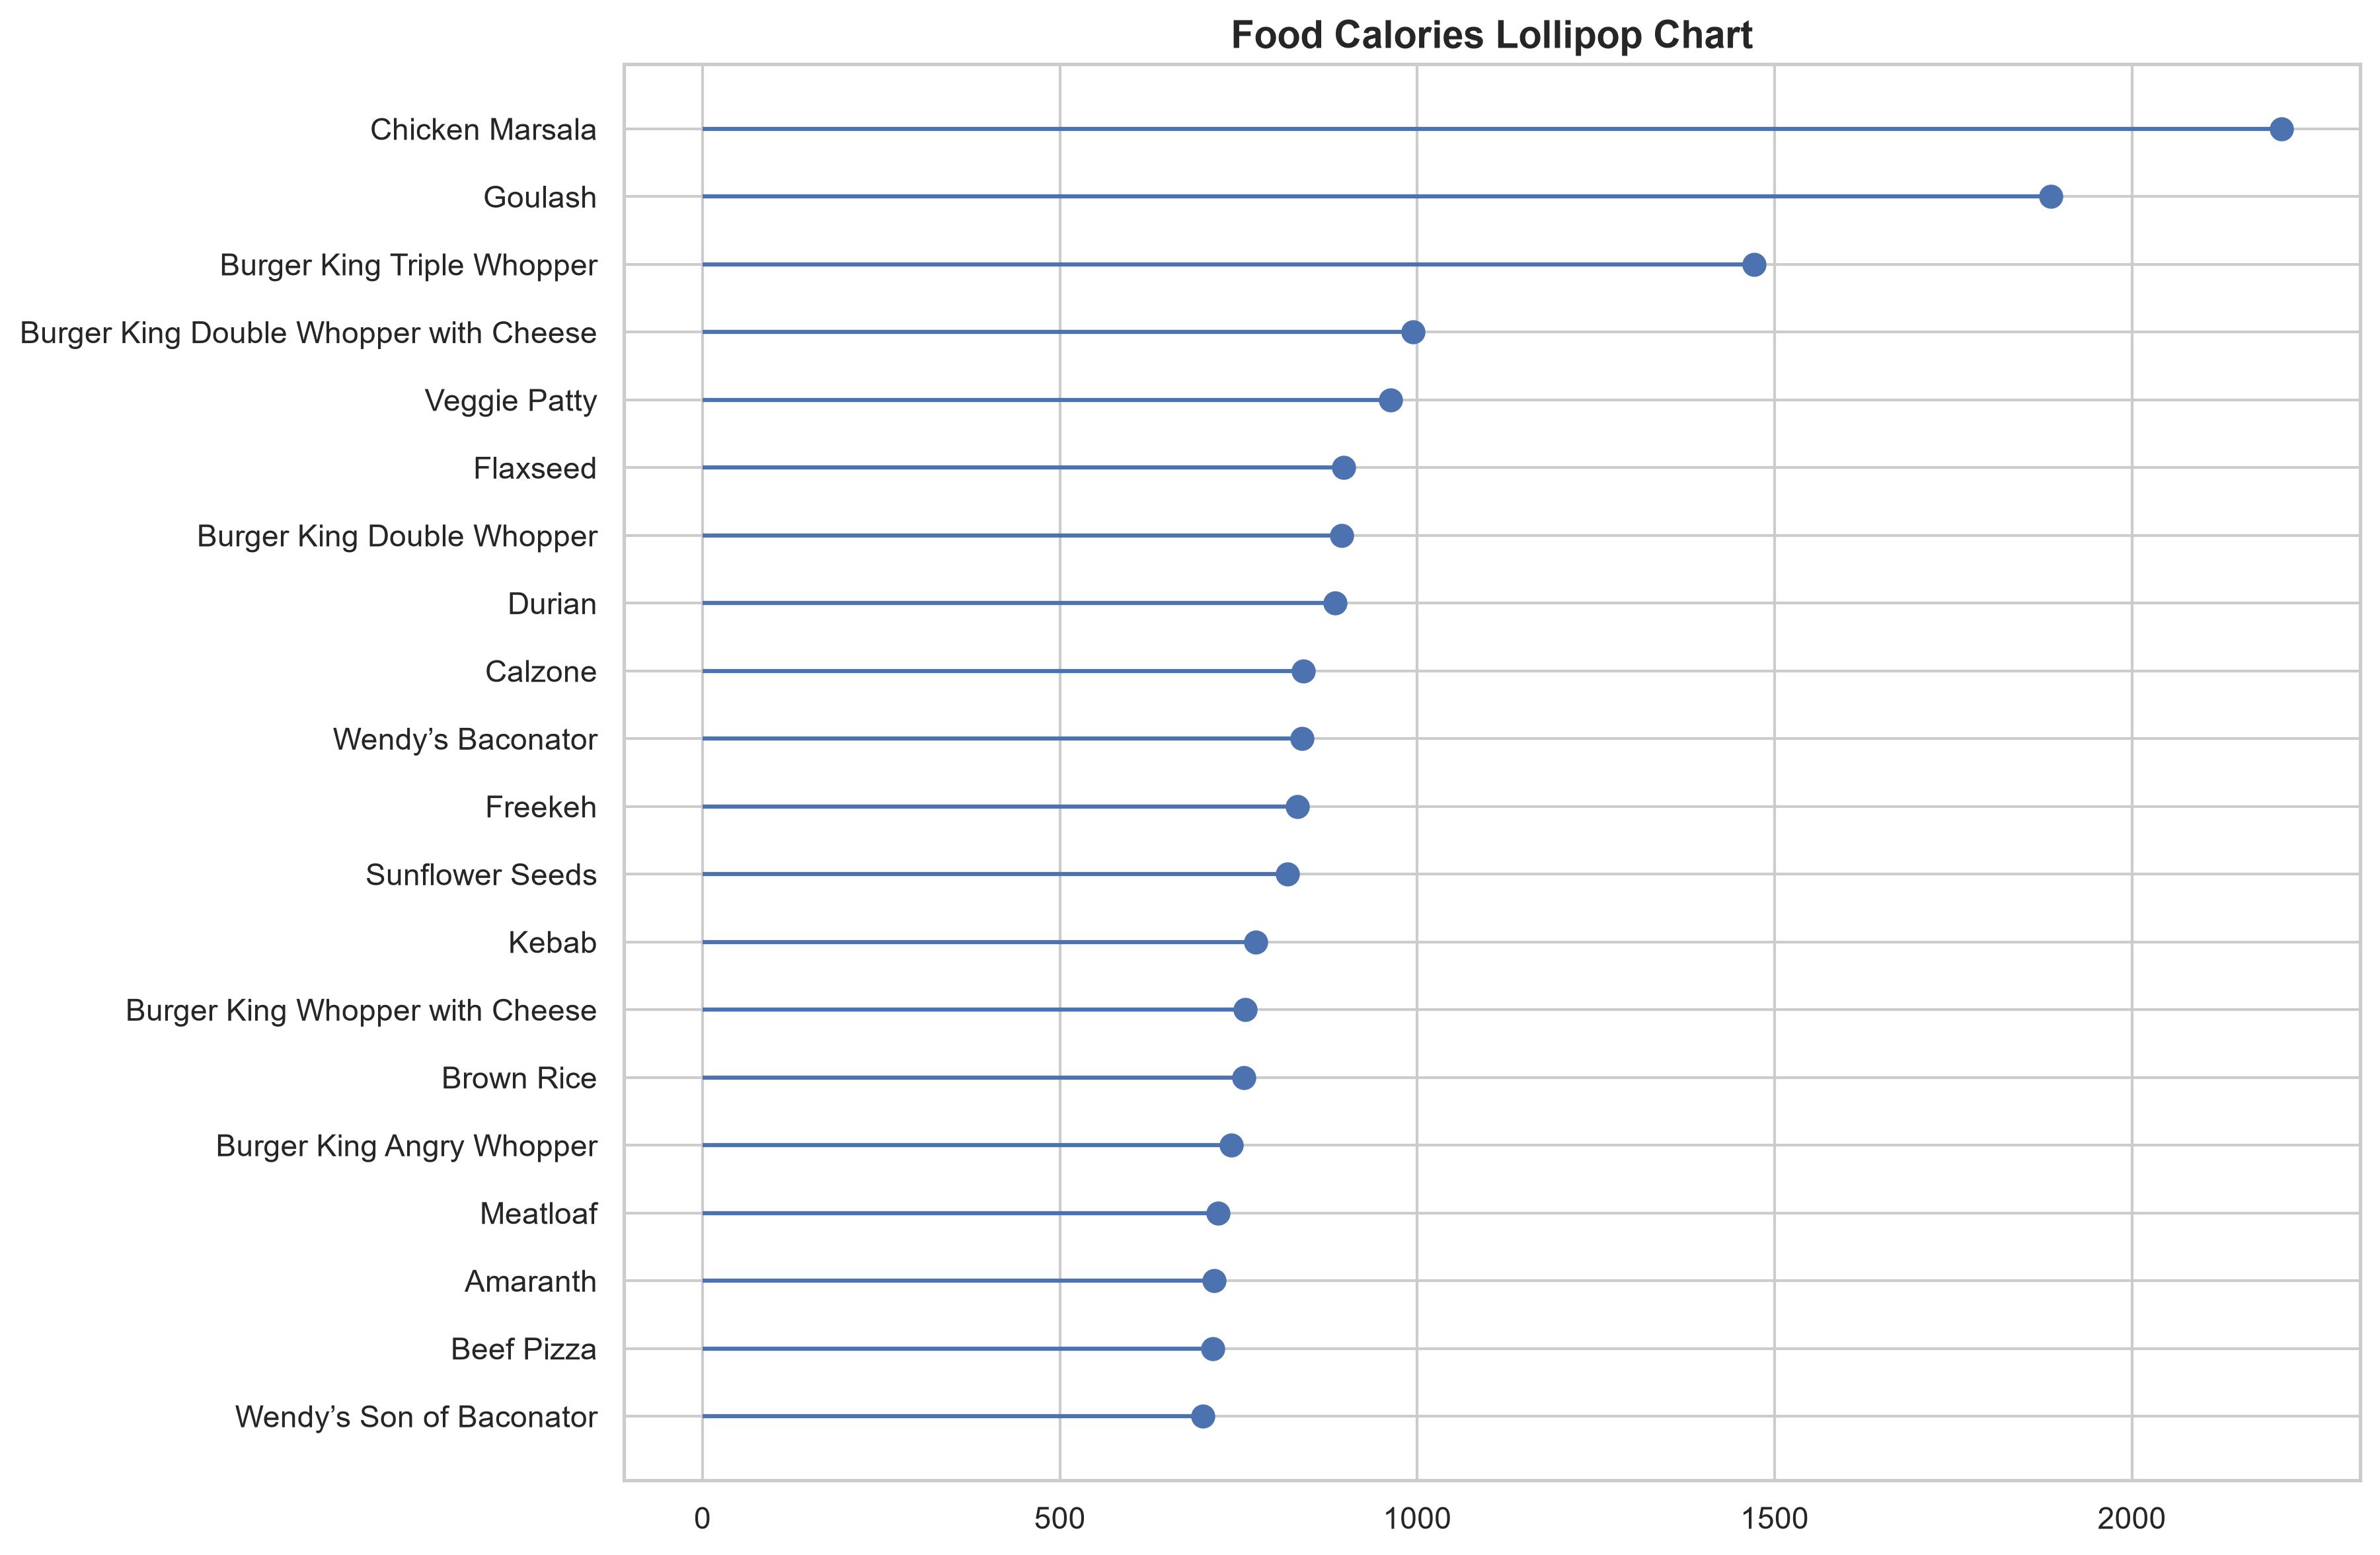 Food Calories Lollipop Chart
Chicken Marsala
Goulash
Burger King Triple Whopper
Burger King Double Whopper with Cheese
Veggie Patty
Flaxseed
Burger King Double Whopper
Durian
Calzone
Wendy’s Baconator
Freekeh
Sunflower Seeds
Kebab
Burger King Whopper with Cheese
Brown Rice
Burger King Angry Whopper
Meatloaf
Amaranth
Beef Pizza
Wendy’s Son of Baconator
0 500 1000 1500 2000